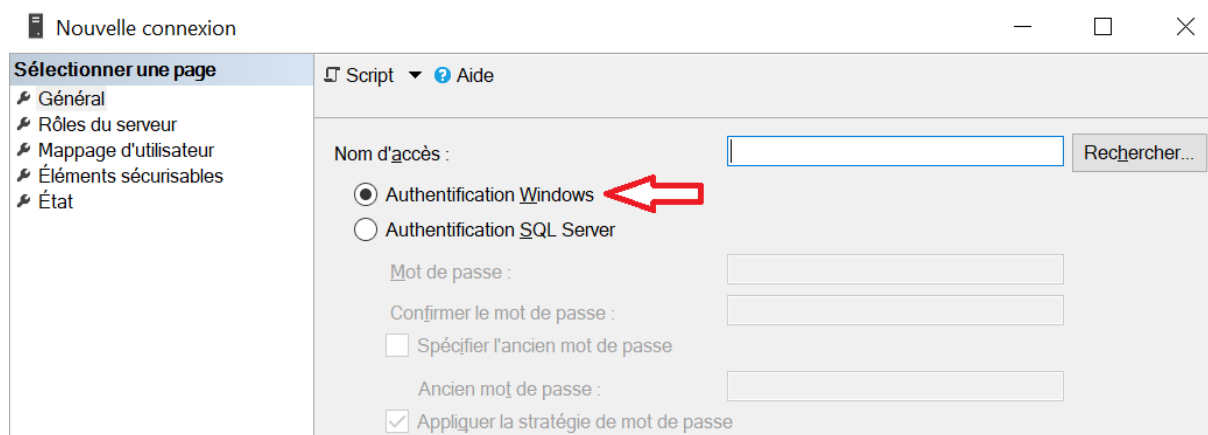 Nouvelle connexion
Sélectionner une page
Général
Rôles du serveur
Mappage d'utilisateur
Éléments sécurisables
État
Script Aide
Nom d'accès :
Rechercher...
Authentification Windows
Authentification SQL Server
Mot de passe :
Confirmer le mot de passe :
Spécifier l'ancien mot de passe
Ancien mot de passe :
Appliquer la stratégie de mot de passe